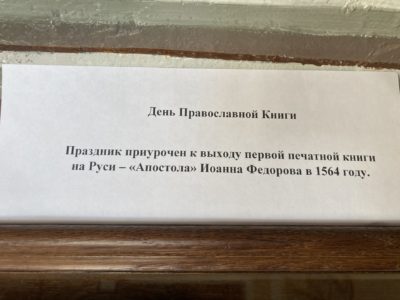 День Православной Книги
Праздник приурочен к выходу первой печатной книги
на Руси – «Апостола» Иоанна Федорова в 1564 году.